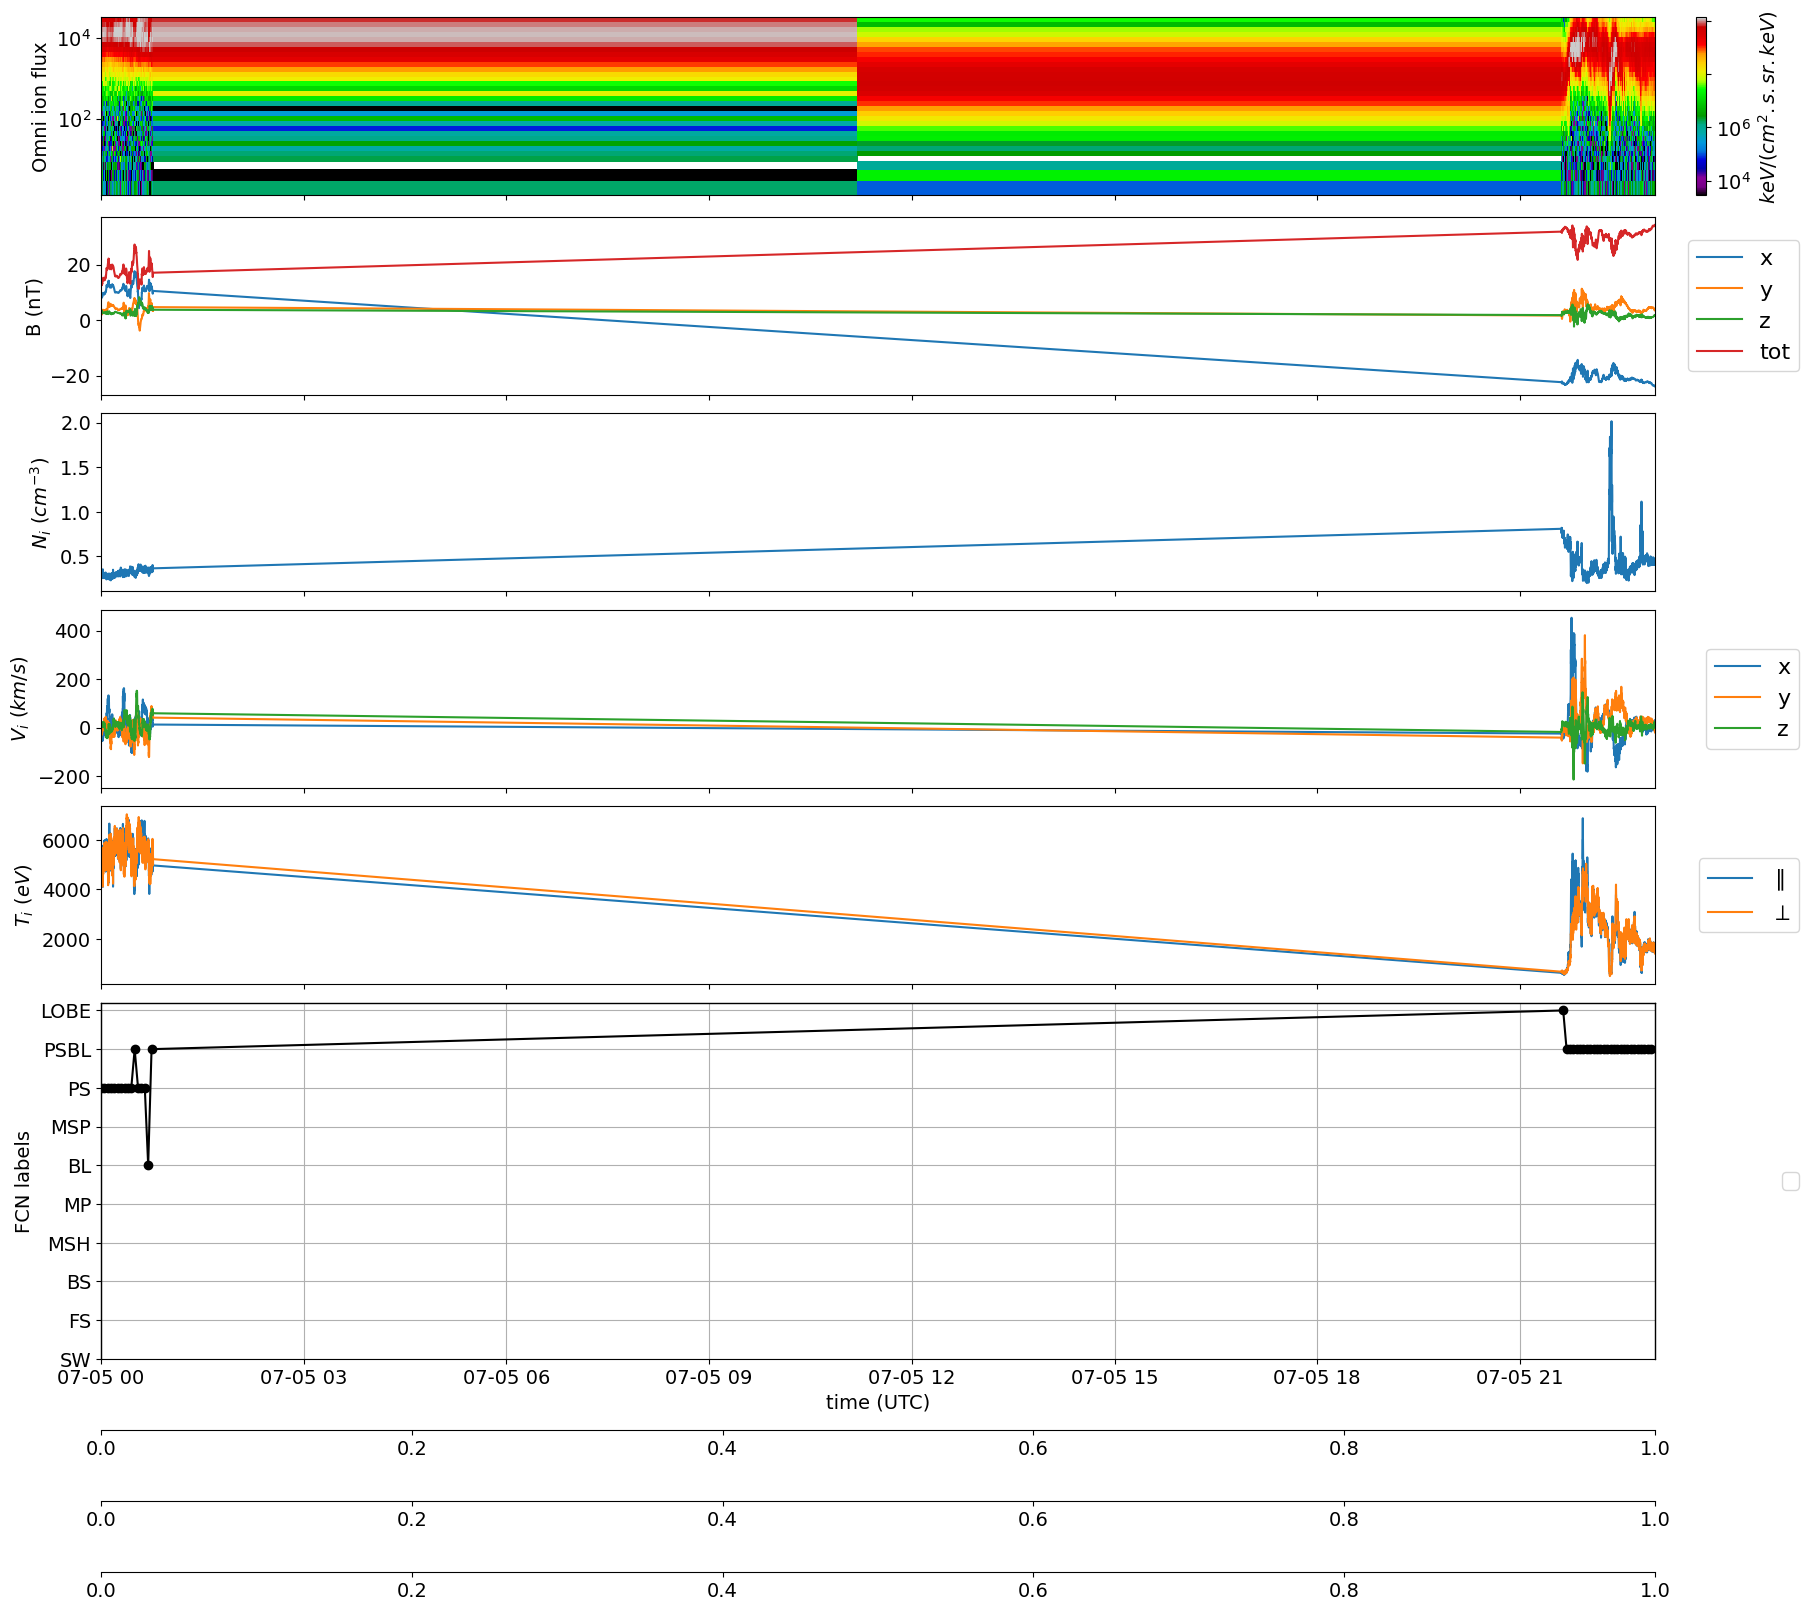 Omni ion flux
10^4
10^2
10^6
10^4
keV/(cm^2.s.sr.keV)
B (nT)
20
0
−20
x
y
z
tot
N_i (cm^−3)
2.0
1.5
1.0
0.5
V_i (km/s)
400
200
0
−200
x
y
z
T_i (eV)
6000
4000
2000
∥
⊥
FCN labels
LOBE
PSBL
PS
MSP
BL
MP
MSH
BS
FS
SW
07-05 00 07-05 03 07-05 06 07-05 09 07-05 12 07-05 15 07-05 18 07-05 21
time (UTC)
0.0 0.2 0.4 0.6 0.8 1.0
0.0 0.2 0.4 0.6 0.8 1.0
0.0 0.2 0.4 0.6 0.8 1.0